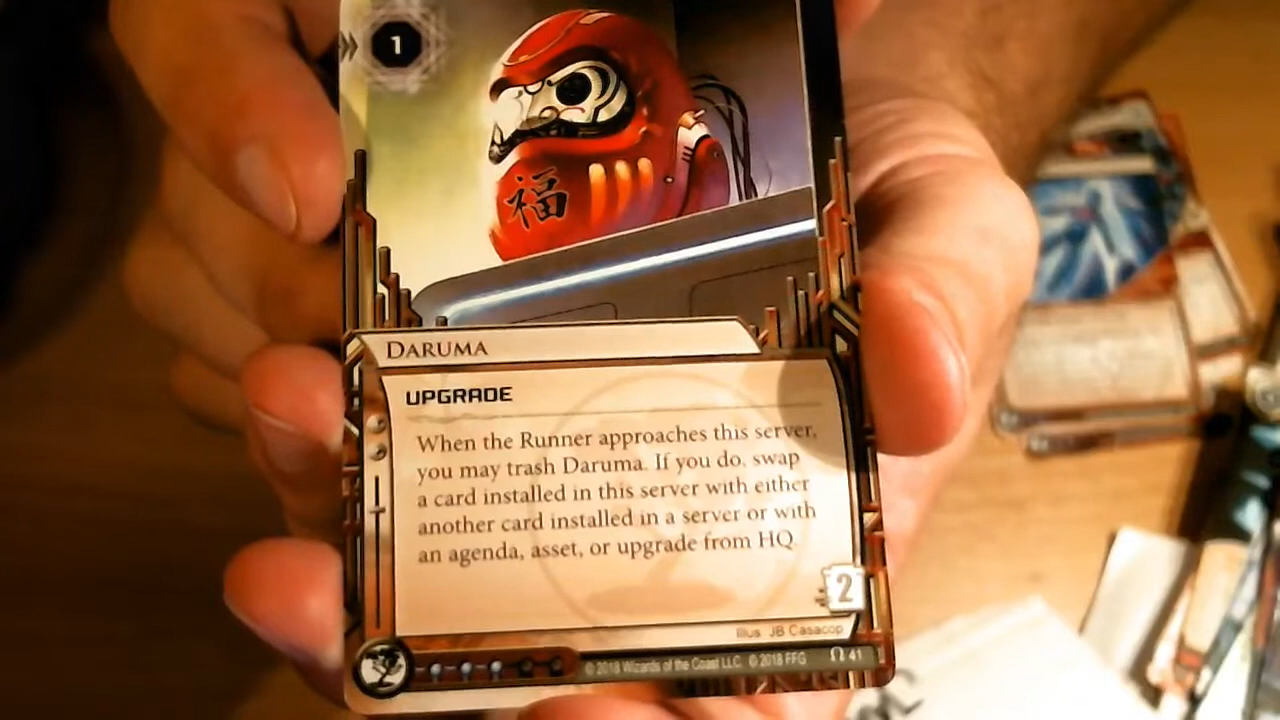 1
福
DARUMA
UPGRADE
When the Runner approaches this server,
you may trash Daruma. If you do, swap
a card installed in this server with either
another card installed in a server or with
an agenda, asset, or upgrade from HQ.
2
Illus. JB Casacop
© 2018 Wizards of the Coast LLC. © 2018 FFG
41